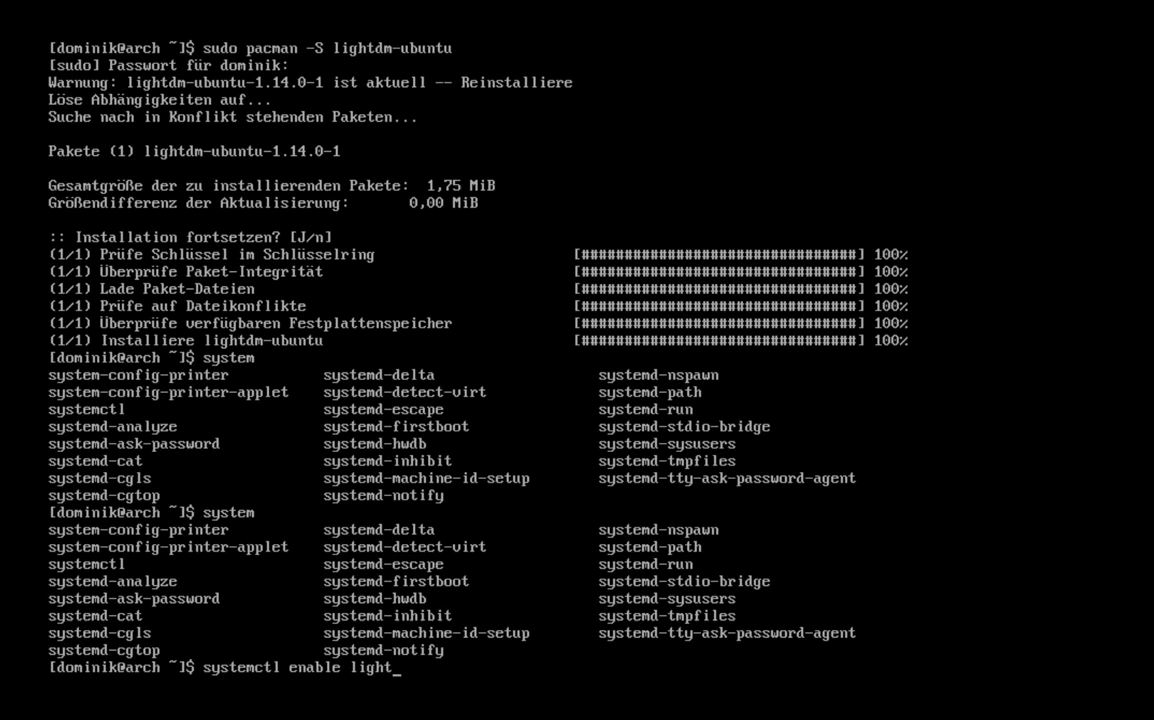 [dominik@arch ~]$ sudo pacman -S lightdm-ubuntu
[sudo] Passwort für dominik:
Warnung: lightdm-ubuntu-1.14.0-1 ist aktuell -- Reinstalliere
Löse Abhängigkeiten auf...
Suche nach in Konflikt stehenden Paketen...
Pakete (1) lightdm-ubuntu-1.14.0-1
Gesamtgröße der zu installierenden Pakete:  1,75 MiB
Größendifferenz der Aktualisierung:       0,00 MiB
:: Installation fortsetzen? [J/n]
(1/1) Prüfe Schlüssel im Schlüsselring                       [################################] 100%
(1/1) Überprüfe Paket-Integrität                             [################################] 100%
(1/1) Lade Paket-Dateien                                     [################################] 100%
(1/1) Prüfe auf Dateikonflikte                               [################################] 100%
(1/1) Überprüfe verfügbaren Festplattenspeicher              [################################] 100%
(1/1) Installiere lightdm-ubuntu                             [################################] 100%
[dominik@arch ~]$ system
system-config-printer           systemd-delta                   systemd-nspawn
system-config-printer-applet    systemd-detect-virt             systemd-path
systemctl                       systemd-escape                  systemd-run
systemd-analyze                 systemd-firstboot               systemd-stdio-bridge
systemd-ask-password            systemd-hwdb                    systemd-sysusers
systemd-cat                     systemd-inhibit                 systemd-tmpfiles
systemd-cgls                    systemd-machine-id-setup        systemd-tty-ask-password-agent
systemd-cgtop                   systemd-notify
[dominik@arch ~]$ system
system-config-printer           systemd-delta                   systemd-nspawn
system-config-printer-applet    systemd-detect-virt             systemd-path
systemctl                       systemd-escape                  systemd-run
systemd-analyze                 systemd-firstboot               systemd-stdio-bridge
systemd-ask-password            systemd-hwdb                    systemd-sysusers
systemd-cat                     systemd-inhibit                 systemd-tmpfiles
systemd-cgls                    systemd-machine-id-setup        systemd-tty-ask-password-agent
systemd-cgtop                   systemd-notify
[dominik@arch ~]$ systemctl enable light_